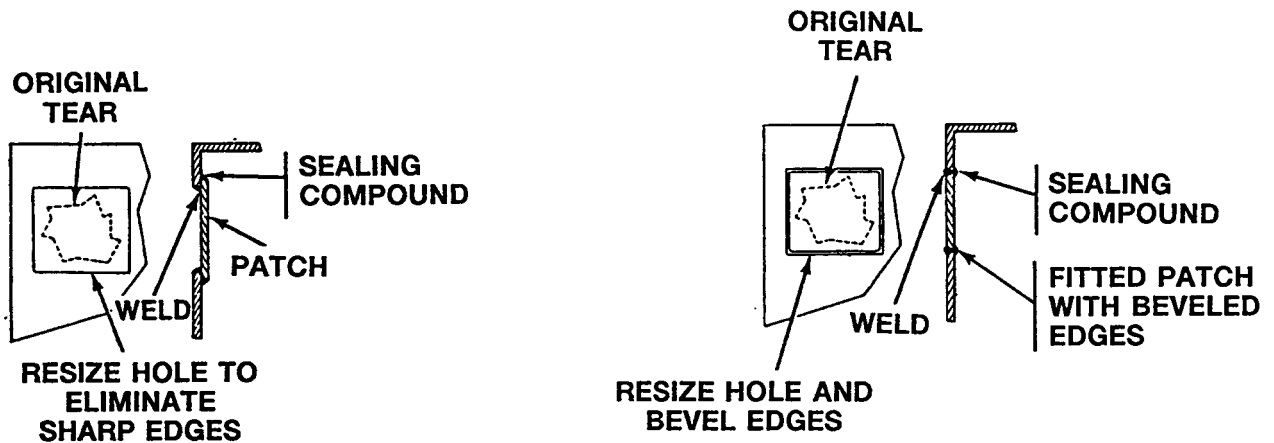 ORIGINAL
TEAR
SEALING
COMPOUND
PATCH
WELD
RESIZE HOLE TO
ELIMINATE
SHARP EDGES
ORIGINAL
TEAR
SEALING
COMPOUND
FITTED PATCH
WITH BEVELED
EDGES
WELD
RESIZE HOLE AND
BEVEL EDGES